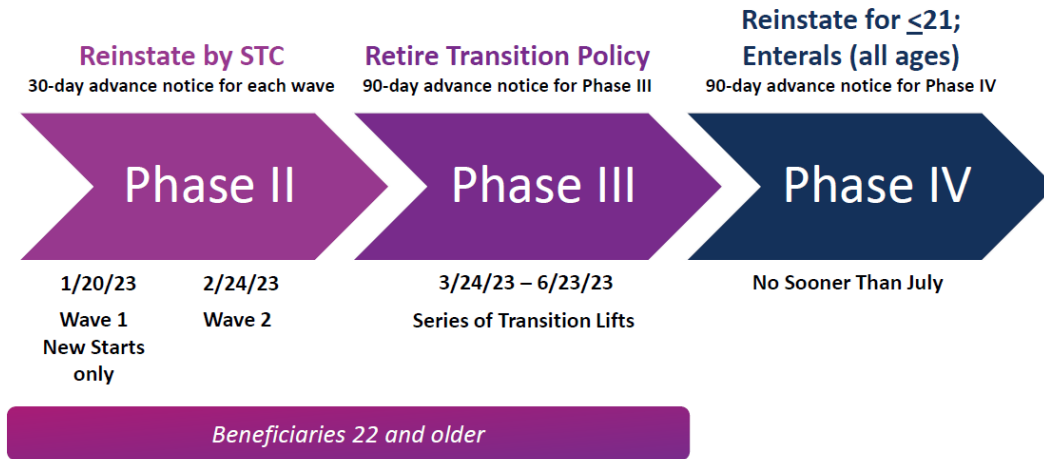 Reinstate by STC
30-day advance notice for each wave
Retire Transition Policy
90-day advance notice for Phase III
Reinstate for <21;
Enterals (all ages)
90-day advance notice for Phase IV
Phase II
Phase III
Phase IV
1/20/23
Wave 1
New Starts
only
2/24/23
Wave 2
3/24/23 – 6/23/23
Series of Transition Lifts
No Sooner Than July
Beneficiaries 22 and older